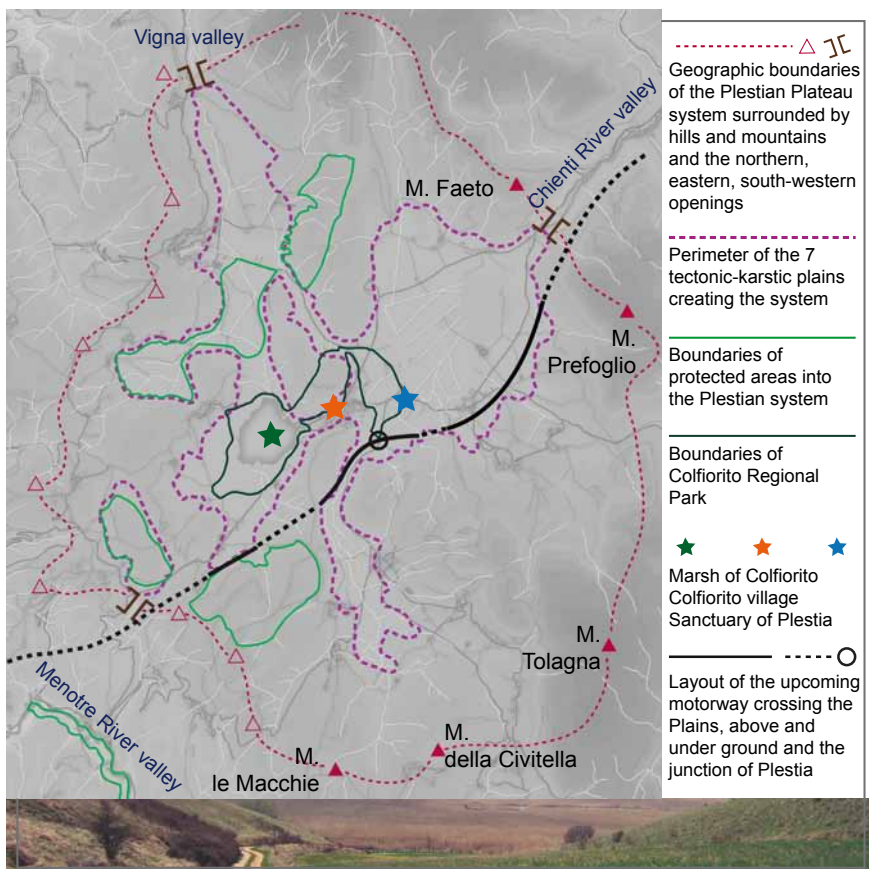 Vigna valley
Chienti River valley
M. Faeto
M.
Prefoglio
M.
Tolagna
M.
della Civitella
M.
le Macchie
Menotre River valley
Geographic boundaries
of the Plestian Plateau
system surrounded by
hills and mountains
and the northern,
eastern, south-western
openings
Perimeter of the 7
tectonic-karstic plains
creating the system
Boundaries of
protected areas into
the Plestian system
Boundaries of
Colfiorito Regional
Park
Marsh of Colfiorito
Colfiorito village
Sanctuary of Plestia
Layout of the upcoming
motorway crossing the
Plains, above and
under ground and the
junction of Plestia